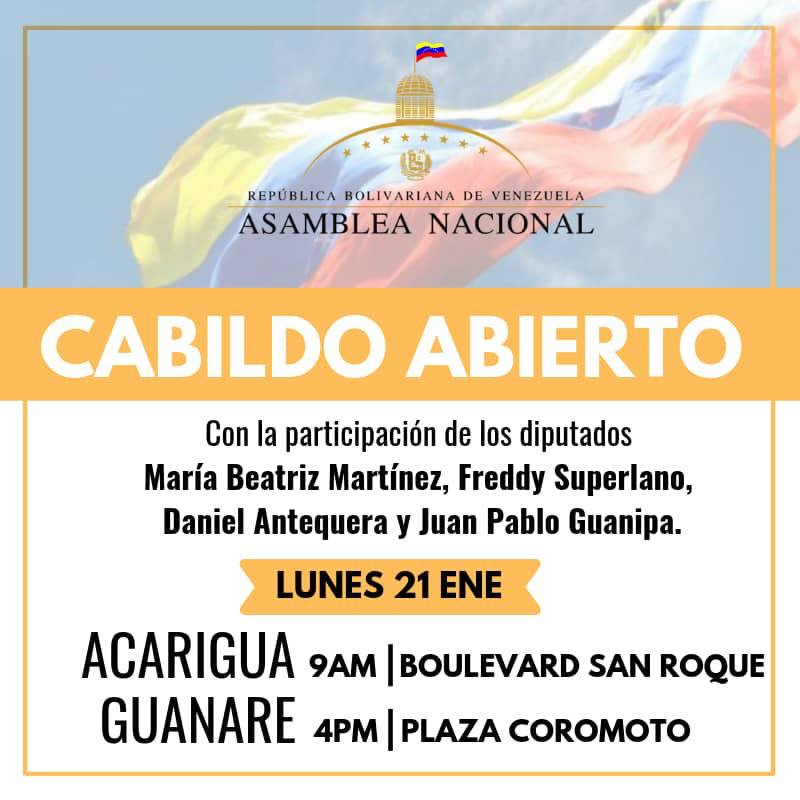 REPÚBLICA BOLIVARIANA DE VENEZUELA
ASAMBLEA NACIONAL
CABILDO ABIERTO
Con la participación de los diputados
María Beatriz Martínez, Freddy Superlano,
Daniel Antequera y Juan Pablo Guanipa.
LUNES 21 ENE
ACARIGUA 9AM | BOULEVARD SAN ROQUE
GUANARE 4PM | PLAZA COROMOTO